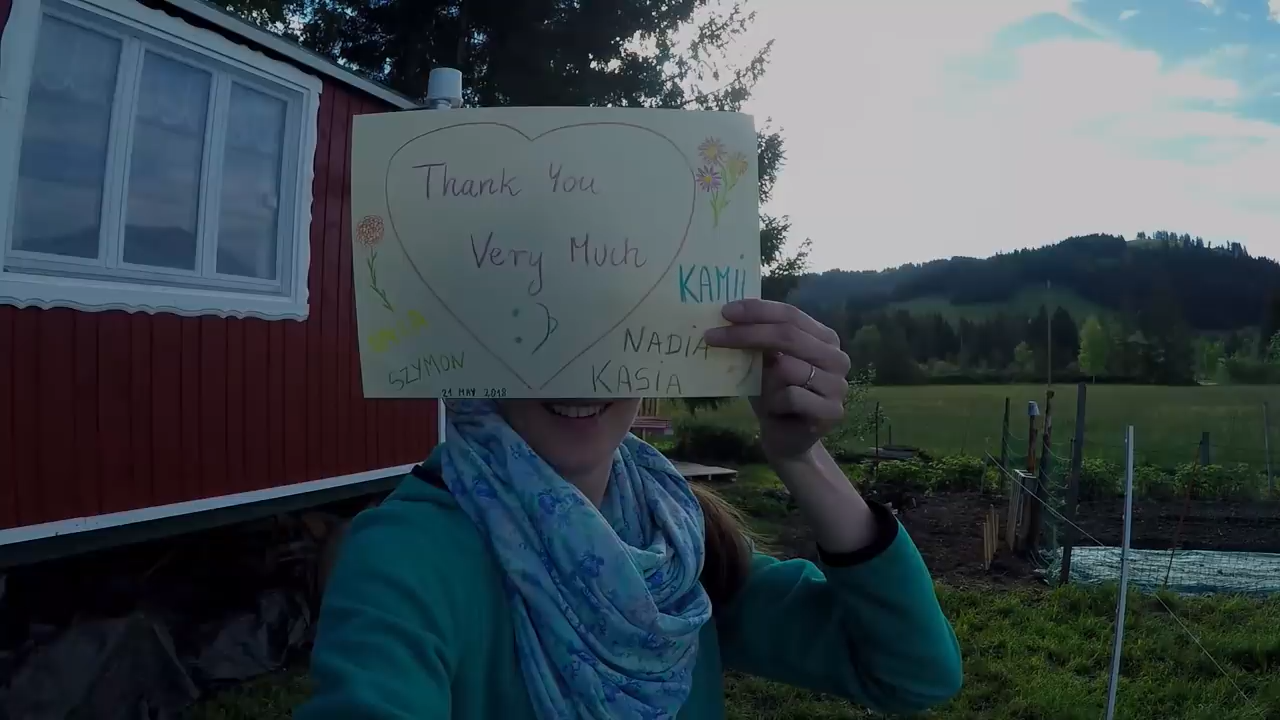 Thank You
Very Much
:)
KAMIL
NADIA
KASIA
SZYMON
21 MAY 2018